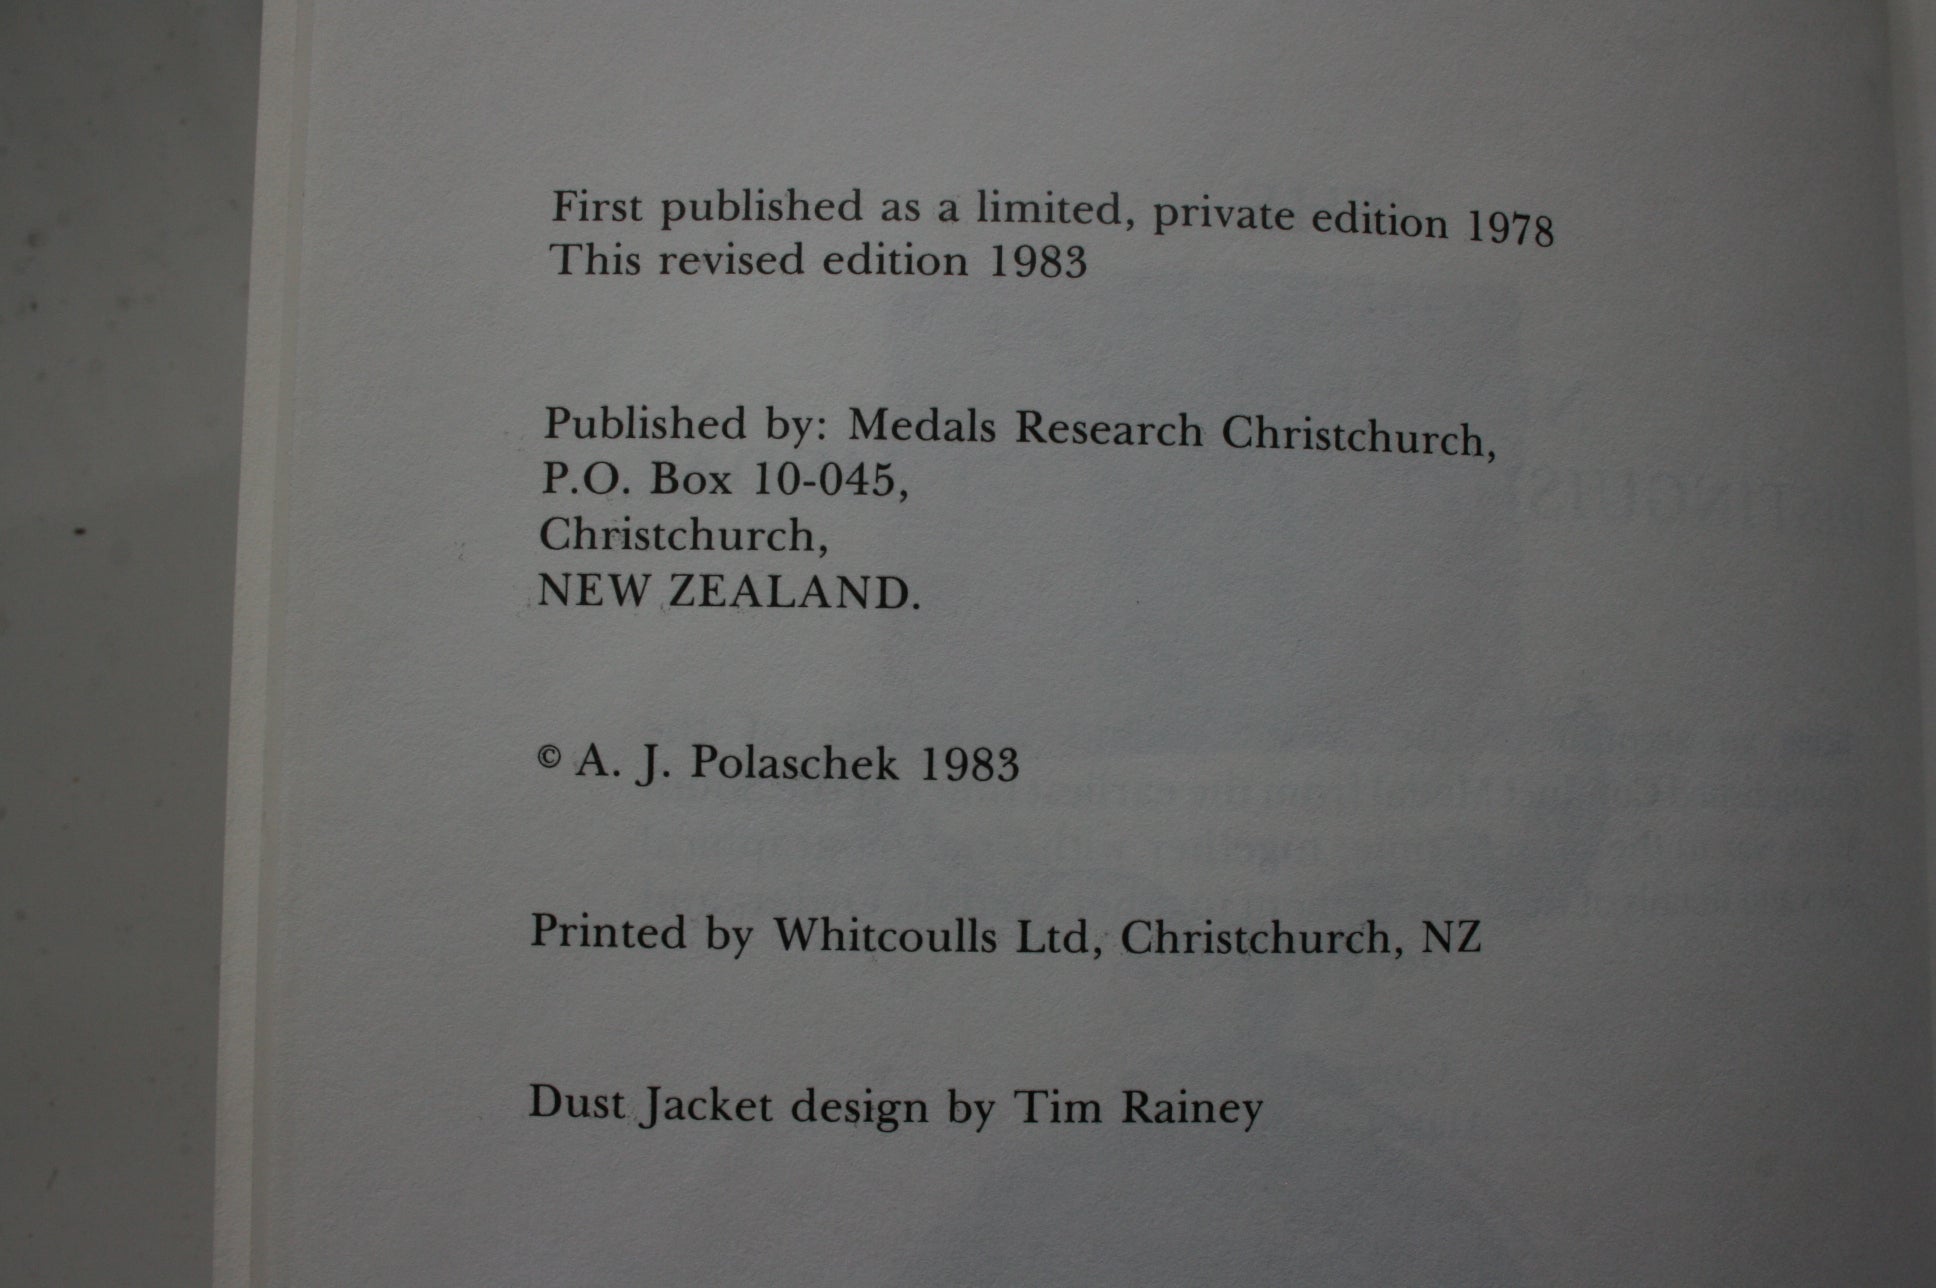 First published as a limited, private edition 1978
This revised edition 1983
Published by: Medals Research Christchurch,
P.O. Box 10-045,
Christchurch,
NEW ZEALAND.
© A. J. Polaschek 1983
Printed by Whitcoulls Ltd, Christchurch, NZ
Dust Jacket design by Tim Rainey